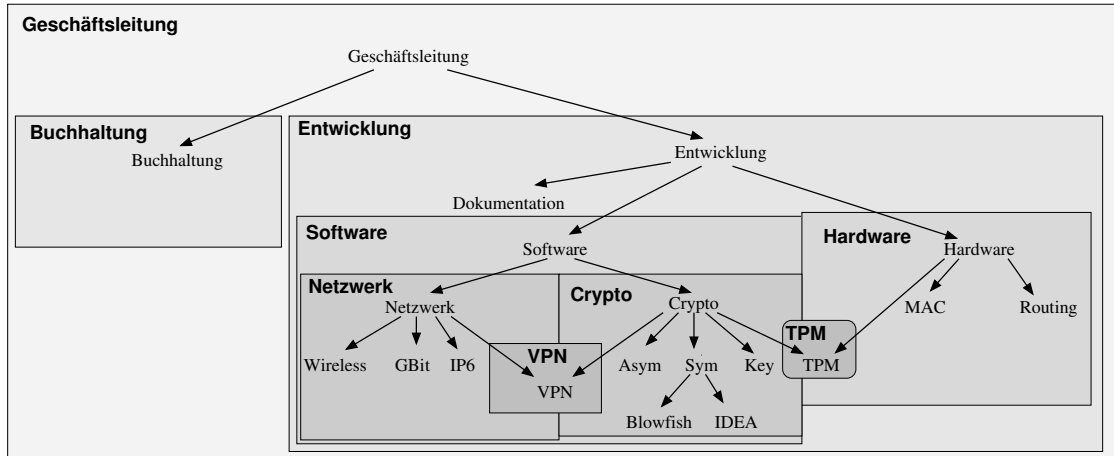 Geschäftsleitung
Geschäftsleitung
Buchhaltung
Buchhaltung
Entwicklung
Entwicklung
Dokumentation
Software
Software
Hardware
Hardware
Netzwerk
Netzwerk
Crypto
Crypto
MAC
Routing
Wireless
GBit
IP6
VPN
VPN
Asym
Sym
Key
TPM
TPM
Blowfish
IDEA